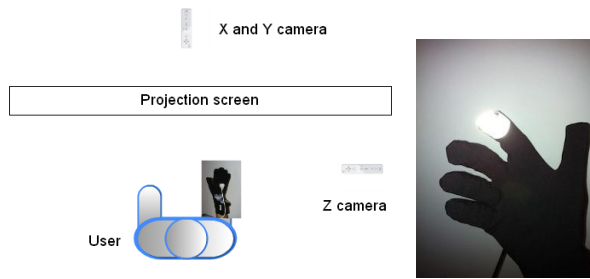 X and Y camera
Projection screen
Z camera
User